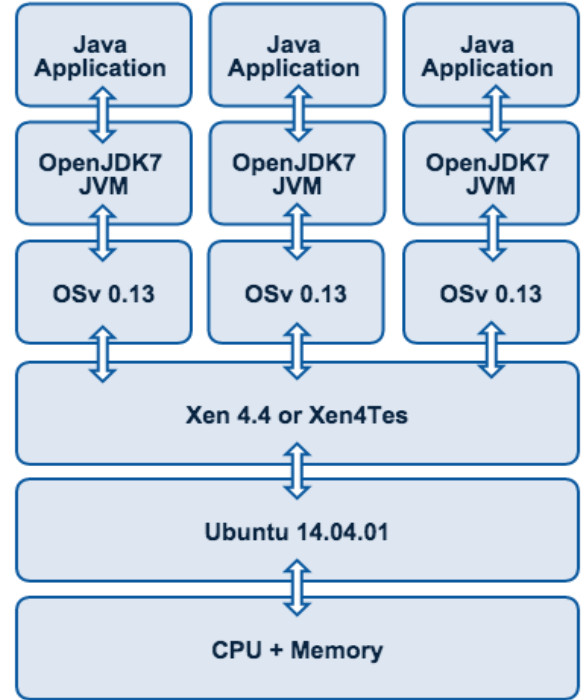 Java
Application
Java
Application
Java
Application
OpenJDK7
JVM
OpenJDK7
JVM
OpenJDK7
JVM
OSv 0.13
OSv 0.13
OSv 0.13
Xen 4.4 or Xen4Tes
Ubuntu 14.04.01
CPU + Memory